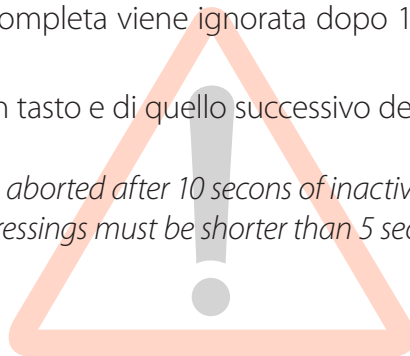 ompleta viene ignorata dopo 1
tasto e di quello successivo de
aborted after 10 secons of inactiv
ressings must be shorter than 5 sec